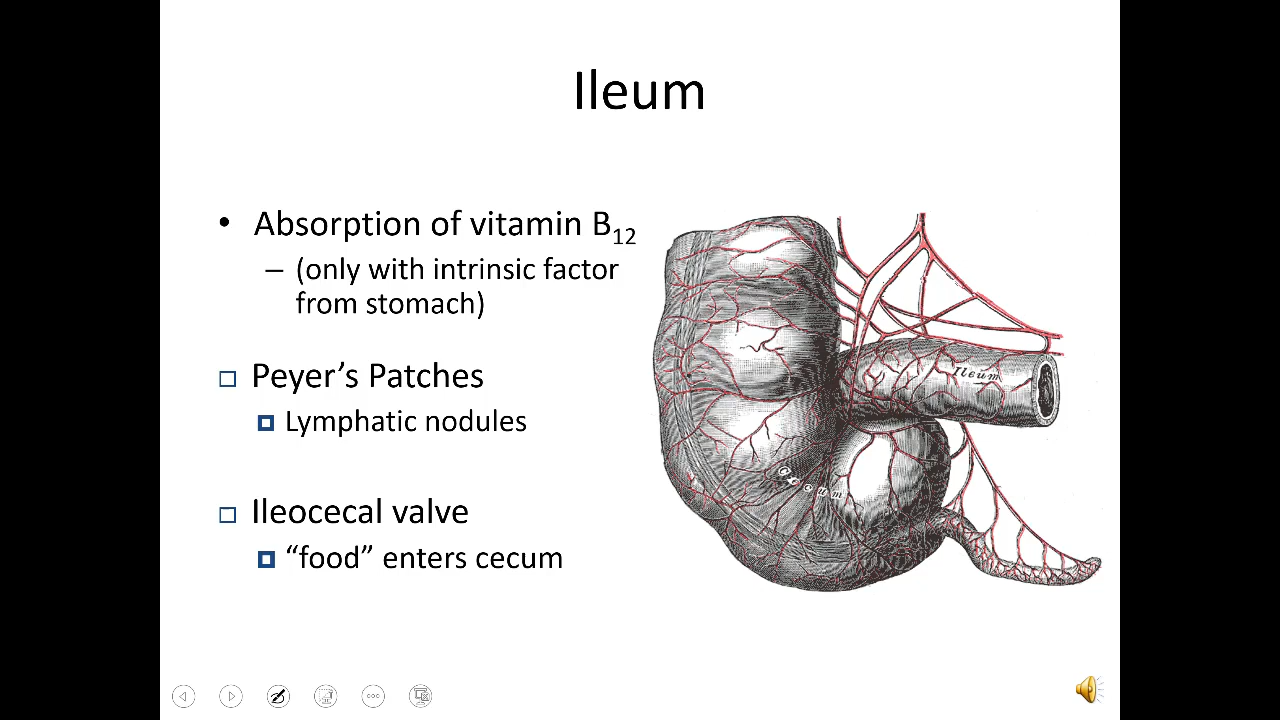 Ileum
• Absorption of vitamin B12
– (only with intrinsic factor
from stomach)
Peyer’s Patches
Lymphatic nodules
Ileocecal valve
“food” enters cecum
Ileum
Cæcum